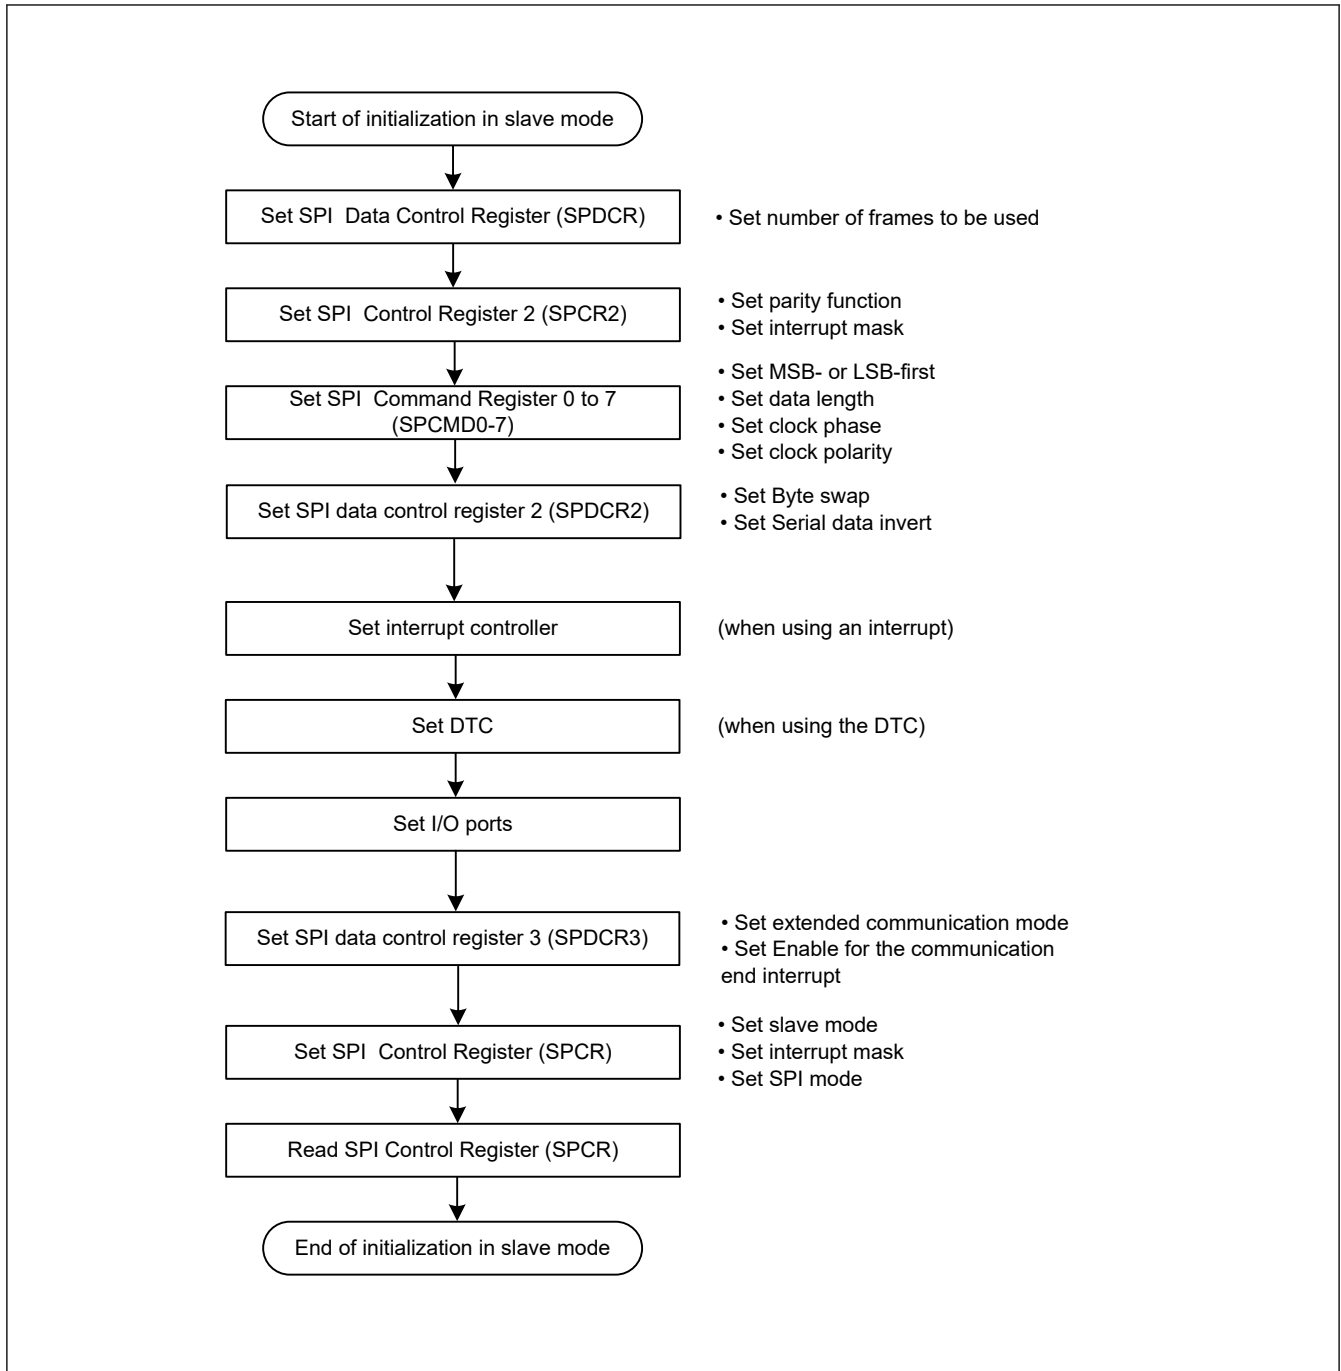 Start of initialization in slave mode
Set SPI Data Control Register (SPDCR)
• Set number of frames to be used
Set SPI Control Register 2 (SPCR2)
• Set parity function
• Set interrupt mask
Set SPI Command Register 0 to 7
(SPCMD0-7)
• Set MSB- or LSB-first
• Set data length
• Set clock phase
• Set clock polarity
Set SPI data control register 2 (SPDCR2)
• Set Byte swap
• Set Serial data invert
Set interrupt controller
(when using an interrupt)
Set DTC
(when using the DTC)
Set I/O ports
Set SPI data control register 3 (SPDCR3)
• Set extended communication mode
• Set Enable for the communication
end interrupt
Set SPI Control Register (SPCR)
• Set slave mode
• Set interrupt mask
• Set SPI mode
Read SPI Control Register (SPCR)
End of initialization in slave mode